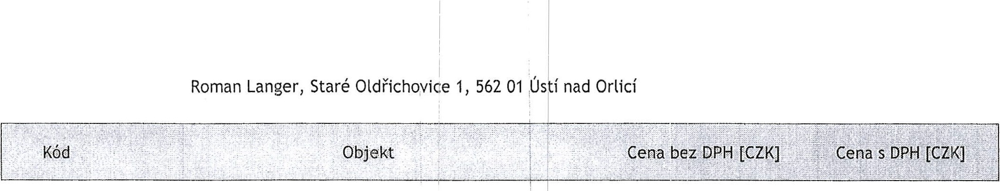 Roman Langer, Staré Oldřichovice 1, 562 01 Ústí nad Orlicí
Kód Objekt Cena bez DPH [CZK] Cena s DPH [CZK]